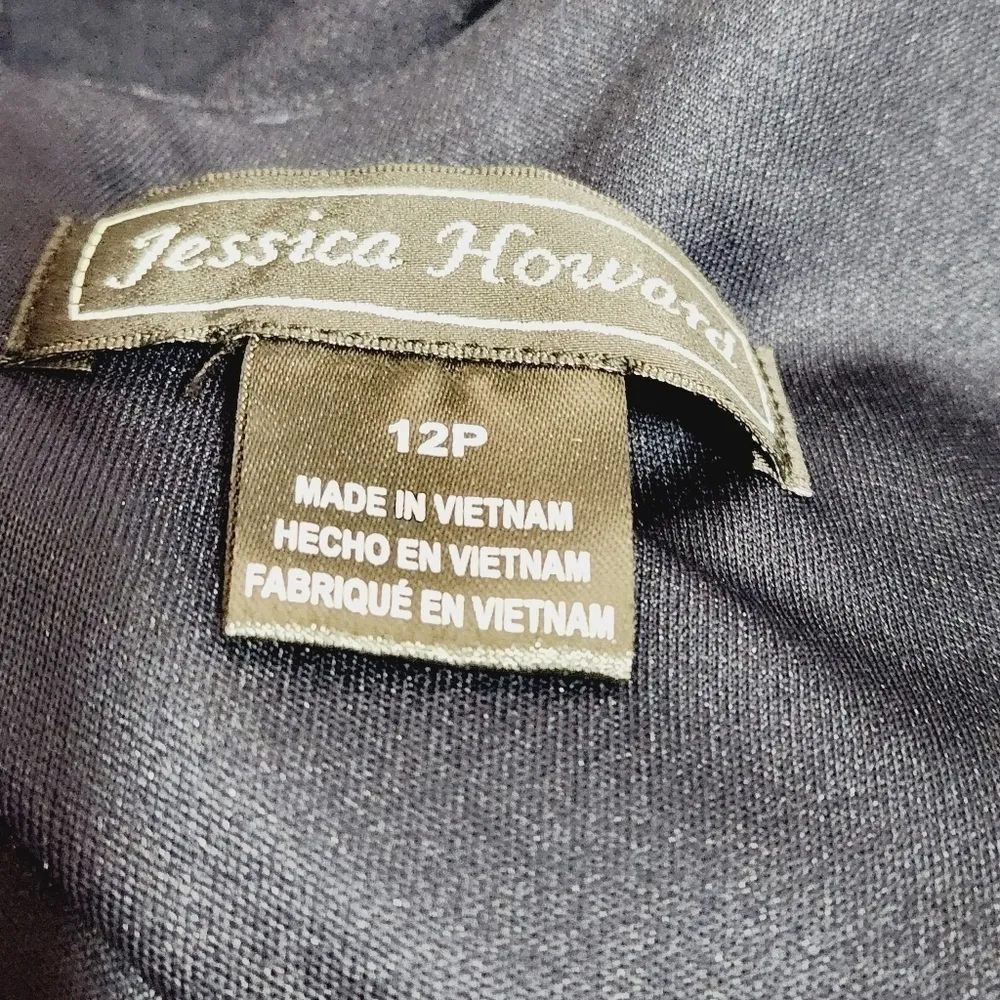 Jessica Howard
12P
MADE IN VIETNAM
HECHO EN VIETNAM
FABRIQUÉ EN VIETNAM